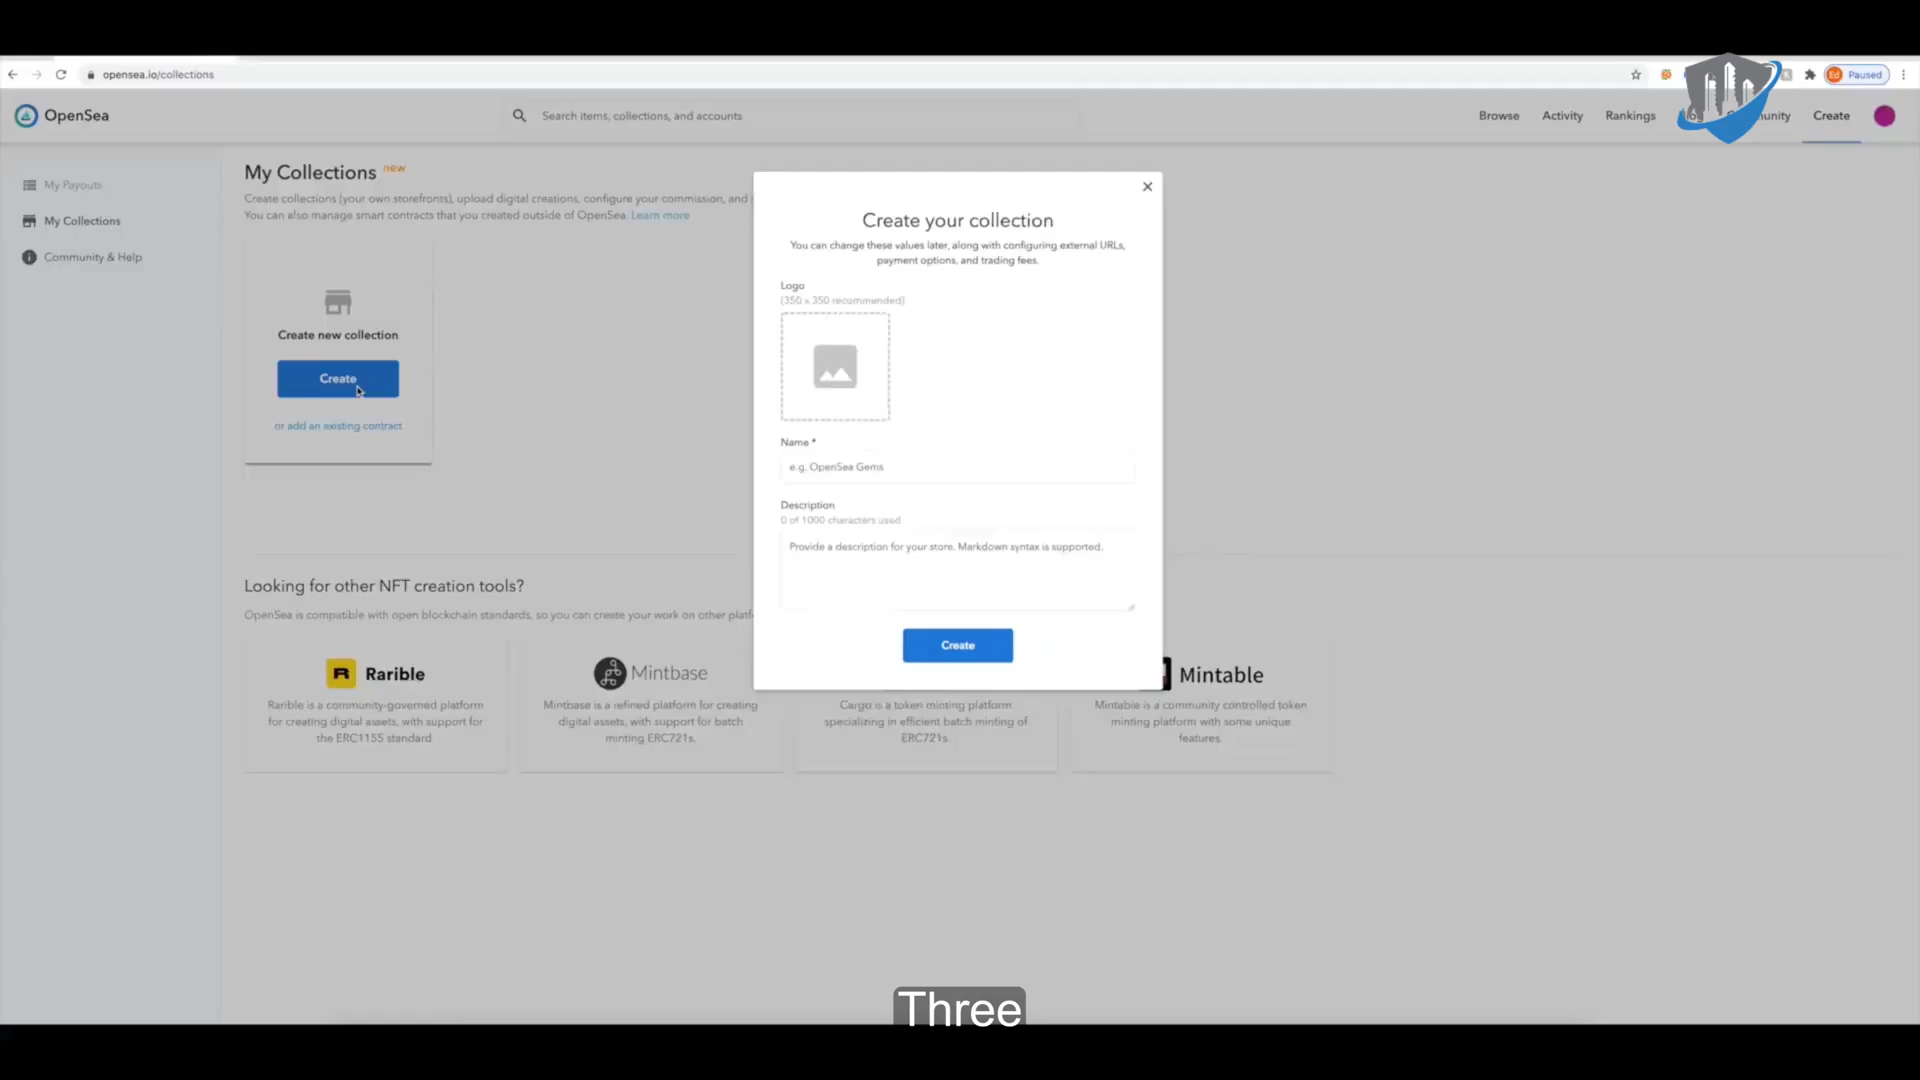 opensea.io/collections
Ed Paused
OpenSea
Search items, collections, and accounts
Browse Activity Rankings Create
My Payouts
My Collections
Community & Help
My Collections new
Create collections (your own storefronts), upload digital creations, configure your commission, and
You can also manage smart contracts that you created outside of OpenSea. Learn more
Create new collection
Create
or add an existing contract
Create your collection
You can change these values later, along with configuring external URLs,
payment options, and trading fees.
Logo
(350 x 350 recommended)
Name *
e.g. OpenSea Gems
Description
0 of 1000 characters used
Provide a description for your store. Markdown syntax is supported.
Create
Looking for other NFT creation tools?
OpenSea is compatible with open blockchain standards, so you can create your work on other
Rarible
Rarible is a community-governed platform
for creating digital assets, with support for
the ERC1155 standard.
Mintbase
Mintbase is a refined platform for creating
digital assets, with support for batch
minting ERC721s.
Cargo is a token minting platform
specializing in efficient batch minting of
ERC721s.
Mintable
Mintable is a community controlled token
minting platform with some unique
features.
Three